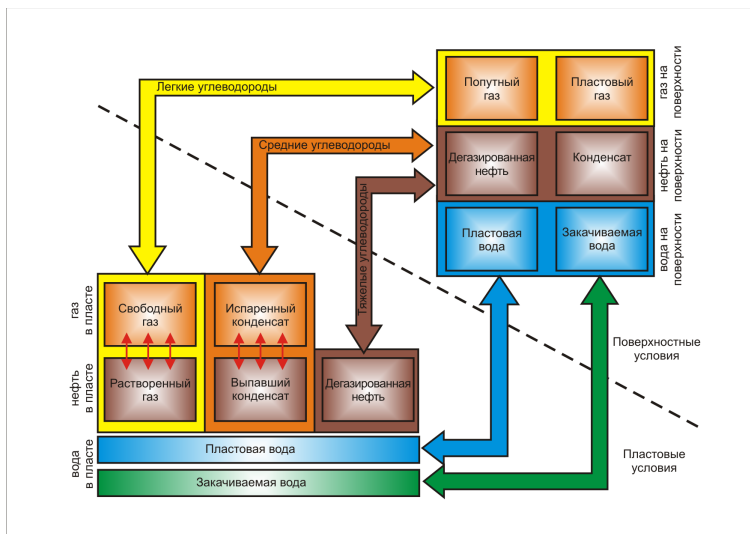 Легкие углеводороды
Средние углеводороды
Тяжелые углеводороды
Попутный
газ
Пластовый
газ
газ на
поверхности
Дегазированная
нефть
Конденсат
нефть на
поверхности
Пластовая
вода
Закачиваемая
вода
вода на
поверхности
газ
в пласте
Свободный
газ
Испаренный
конденсат
нефть
в пласте
Растворенный
газ
Выпавший
конденсат
Дегазированная
нефть
вода
в пласте
Пластовая вода
Закачиваемая вода
Поверхностные
условия
Пластовые
условия